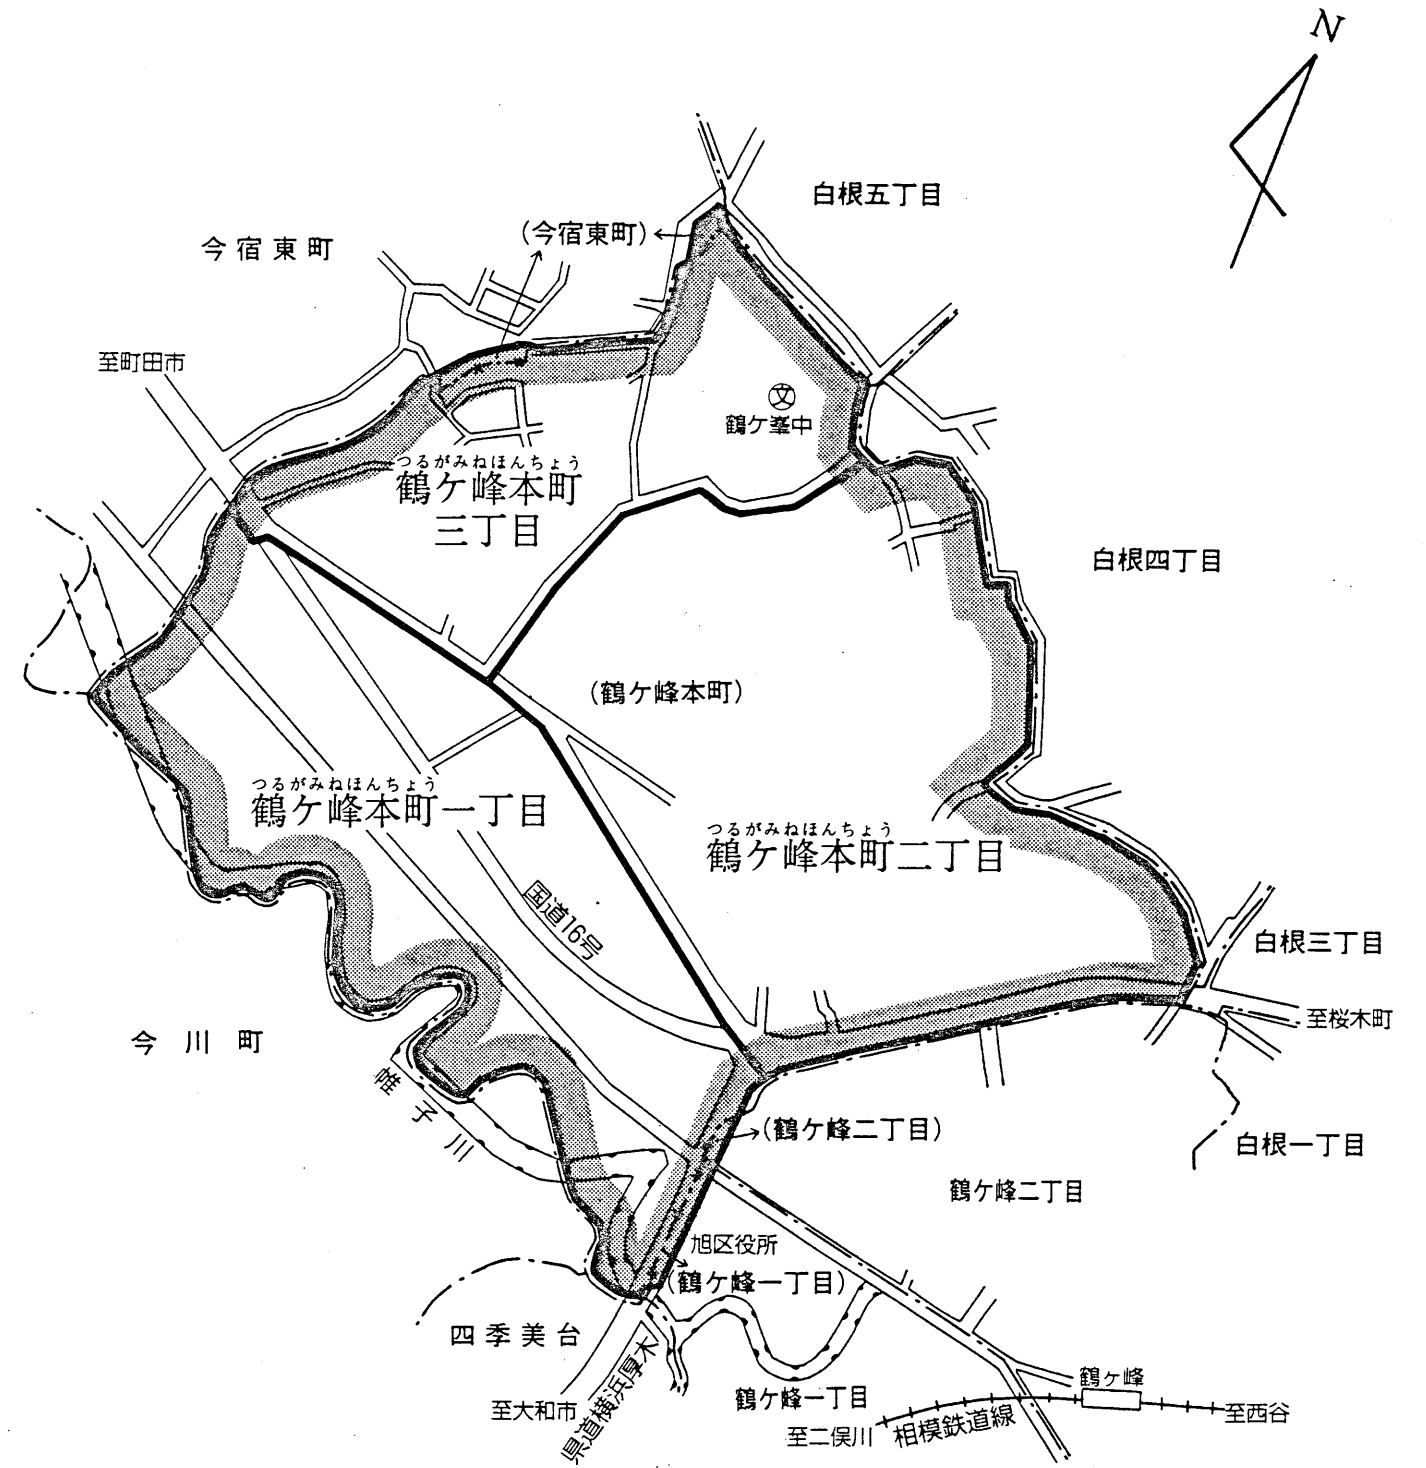 N
白根五丁目
(今宿東町)
今宿東町
至町田市
文
鶴ケ峯中
つるがみねほんちょう
鶴ケ峰本町
三丁目
白根四丁目
(鶴ケ峰本町)
つるがみねほんちょう
鶴ケ峰本町一丁目
つるがみねほんちょう
鶴ケ峰本町二丁目
国道16号
白根三丁目
至桜木町
今川町
帷子川
(鶴ケ峰二丁目)
白根一丁目
鶴ケ峰二丁目
旭区役所
(鶴ケ峰一丁目)
四季美台
県道横浜厚木
至大和市
鶴ケ峰一丁目
鶴ケ峰
至二俣川
相模鉄道線
至西谷